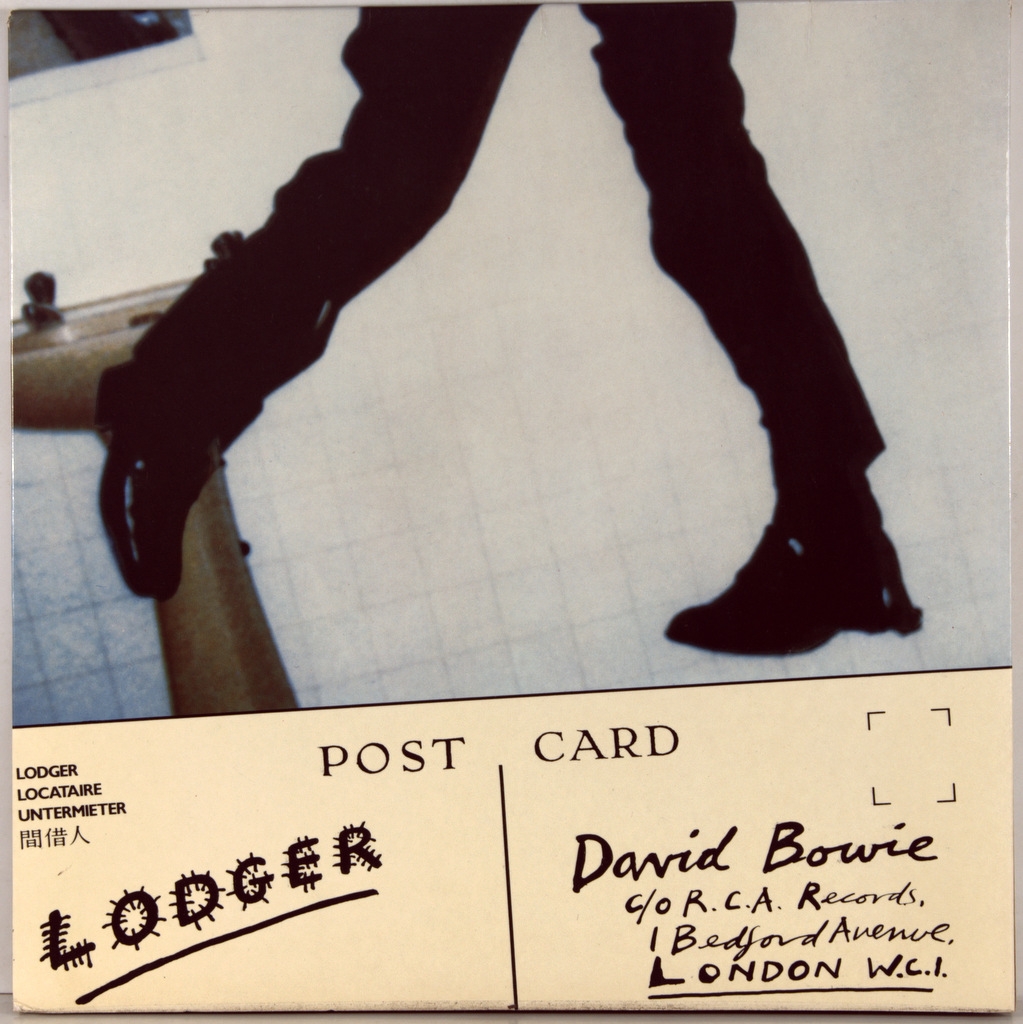 POST CARD
LODGER
LOCATAIRE
UNTERMIETER
間借人
LODGER
David Bowie
c/o R.C.A. Records,
1 Bedford Avenue,
LONDON W.C.1.